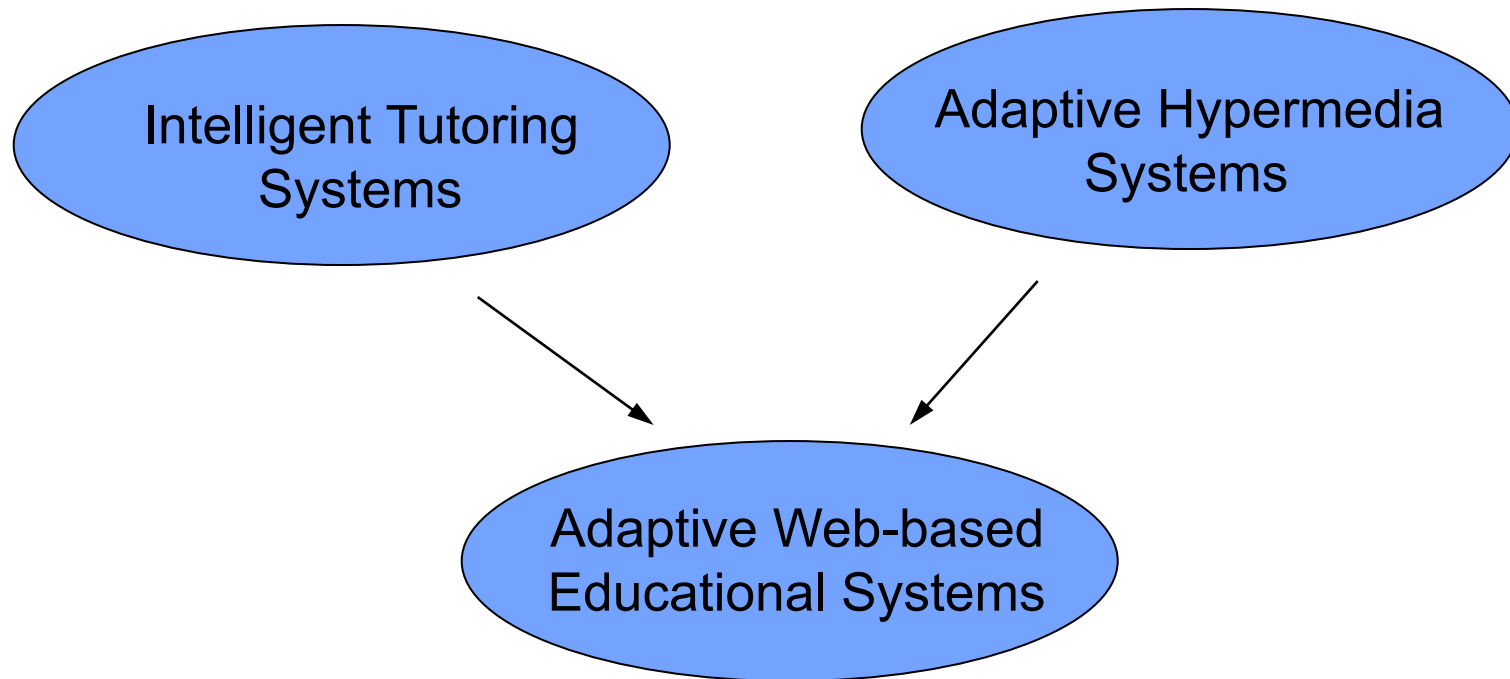 Intelligent Tutoring
Systems
Adaptive Hypermedia
Systems
Adaptive Web-based
Educational Systems